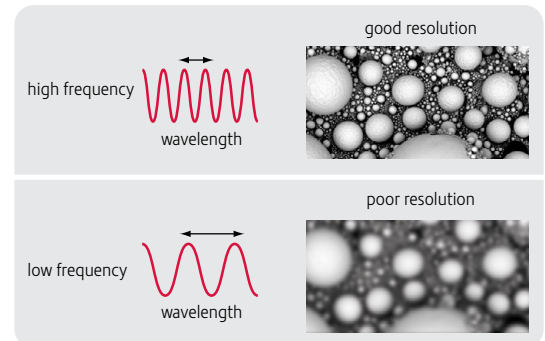 good resolution
high frequency
wavelength
poor resolution
low frequency
wavelength